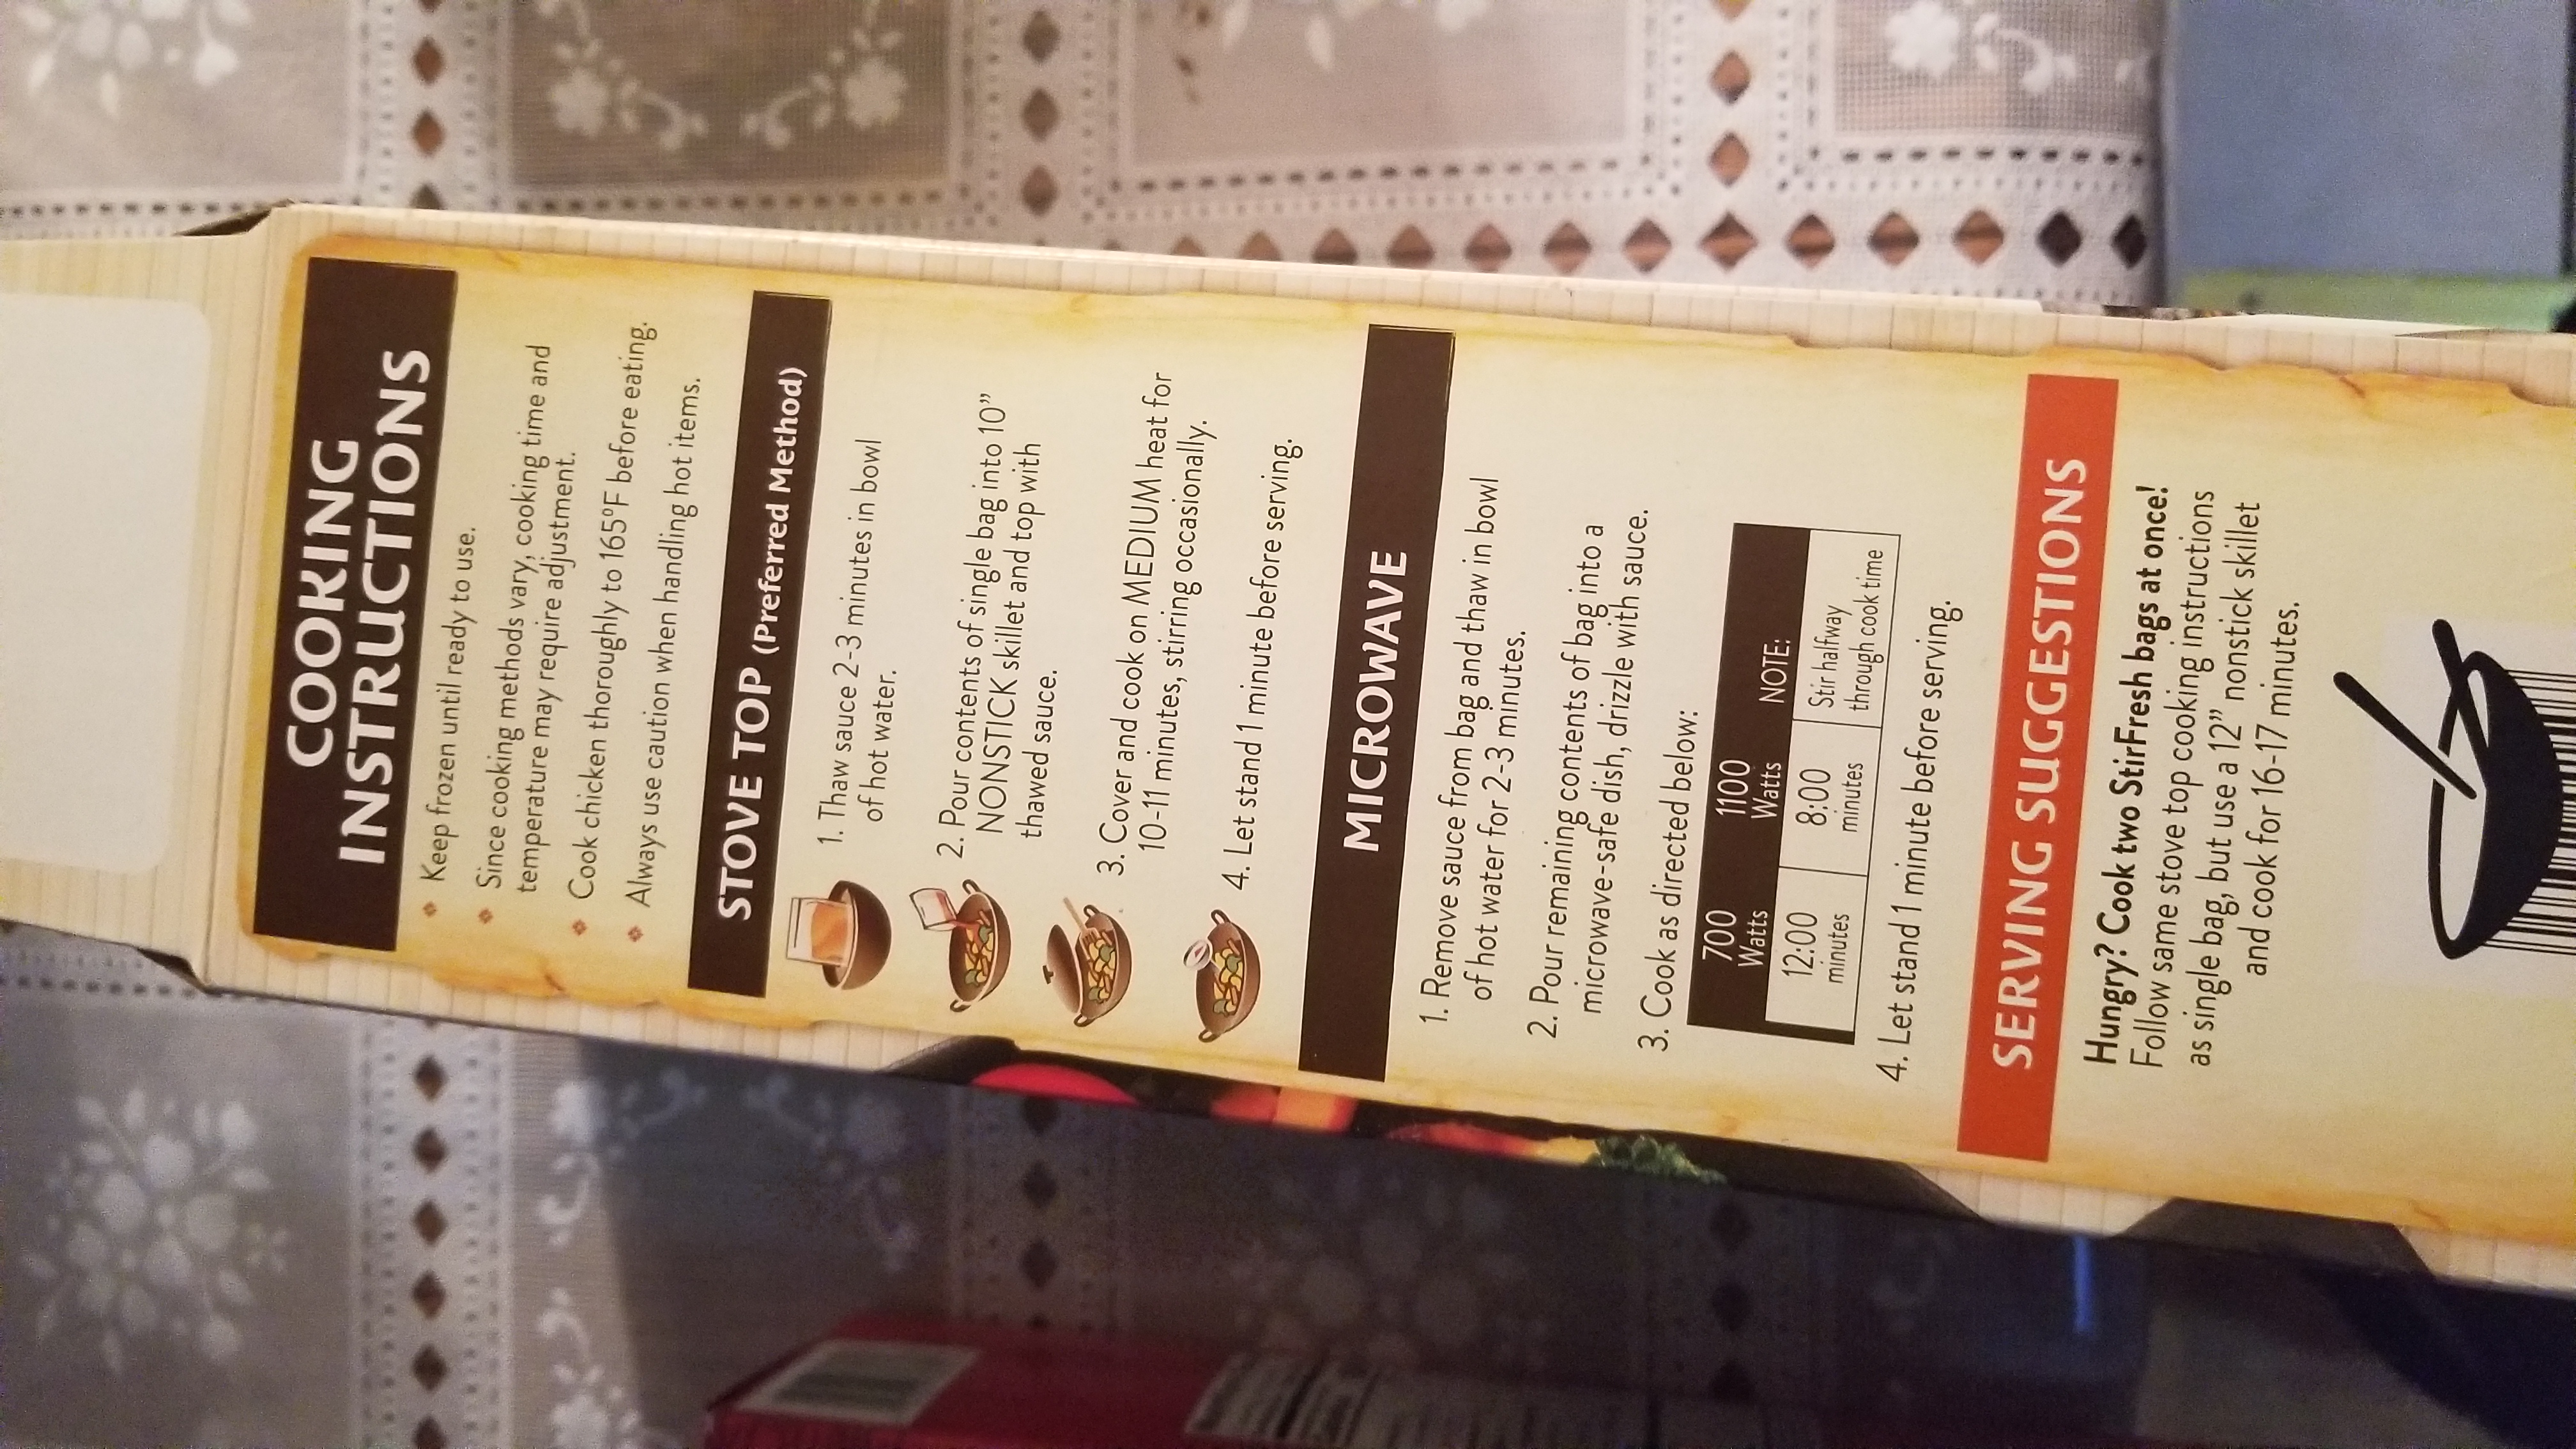 COOKING
INSTRUCTIONS
Keep frozen until ready to use.
Since cooking methods vary, cooking time and
temperature may require adjustment.
Cook chicken thoroughly to 165ºF before eating.
Always use caution when handling hot items.
STOVE TOP (Preferred Method)
1. Thaw sauce 2-3 minutes in bowl
of hot water.
2. Pour contents of single bag into 10”
NONSTICK skillet and top with
thawed sauce.
3. Cover and cook on MEDIUM heat for
10-11 minutes, stirring occasionally.
4. Let stand 1 minute before serving.
MICROWAVE
1. Remove sauce from bag and thaw in bowl
of hot water for 2-3 minutes.
2. Pour remaining contents of bag into a
microwave-safe dish, drizzle with sauce.
3. Cook as directed below:
700 1100 NOTE:
Watts Watts
12:00 8:00 Stir halfway
minutes minutes through cook time
4. Let stand 1 minute before serving.
SERVING SUGGESTIONS
Hungry? Cook two StirFresh bags at once!
Follow same stove top cooking instructions
as single bag, but use a 12” nonstick skillet
and cook for 16-17 minutes.